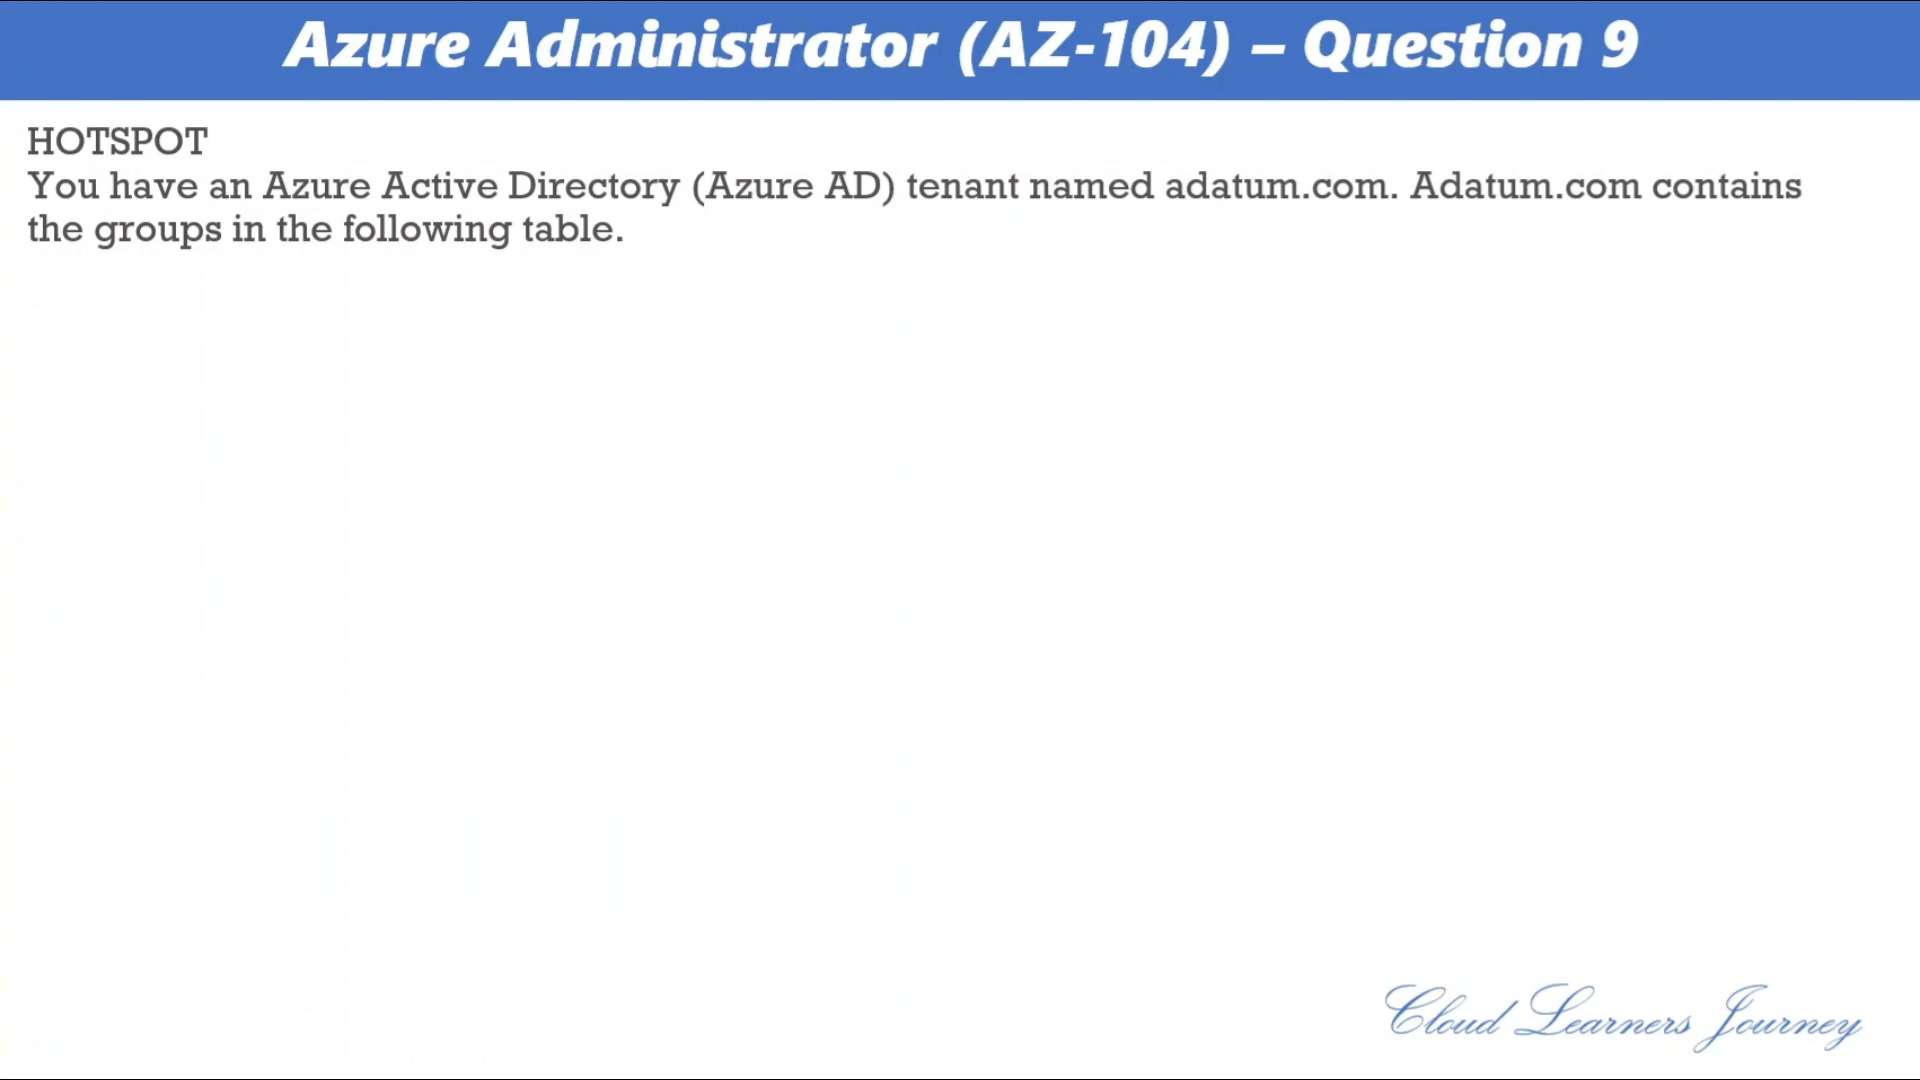 Azure Administrator (AZ-104) – Question 9
HOTSPOT
You have an Azure Active Directory (Azure AD) tenant named adatum.com. Adatum.com contains
the groups in the following table.
Cloud Learners Journey